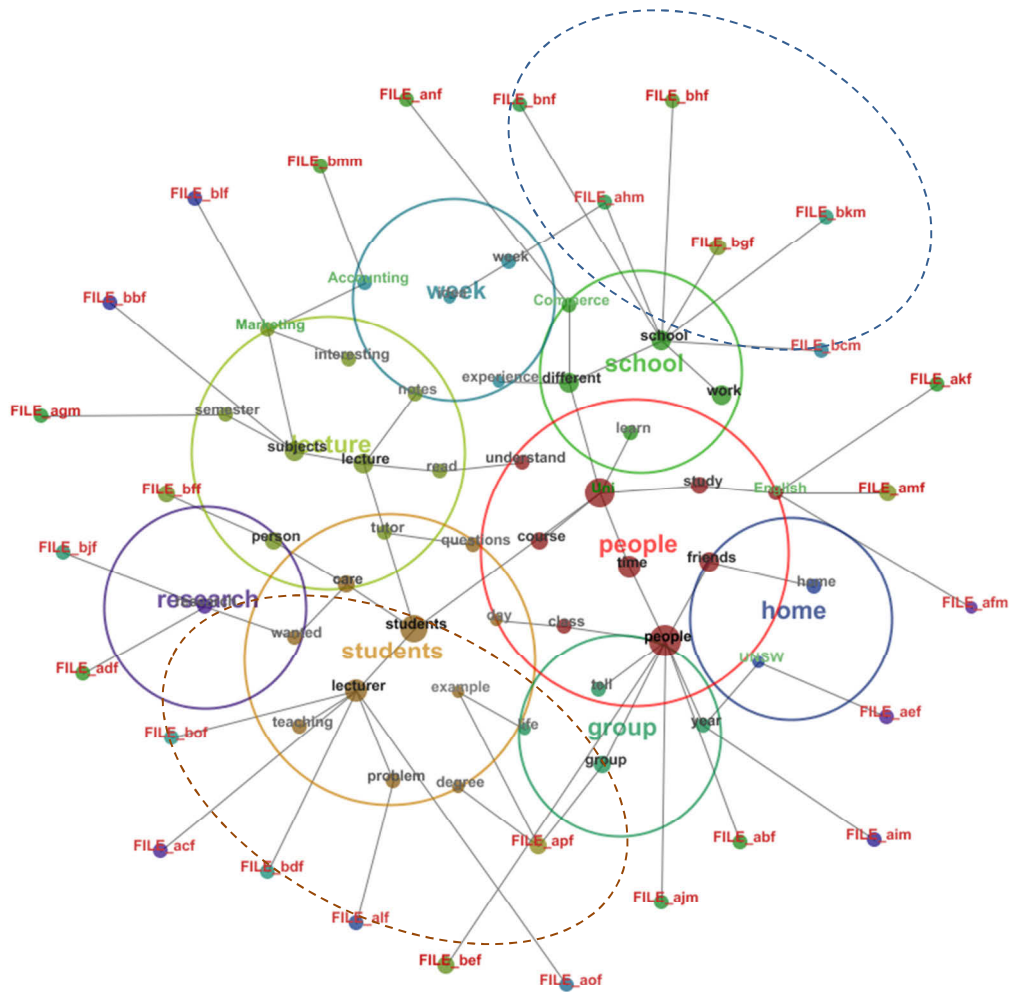 FILE_anf
FILE_bnf
FILE_bhf
FILE_bmm
FILE_blf
FILE_ahm
FILE_bkm
FILE_bgf
week
Accounting
week
FILE_bbf
Commerce
Marketing
school
FILE_bcm
interesting
school
experience
different
FILE_akf
notes
work
FILE_agm
semester
learn
subjects
lecture
lecture
read
understand
FILE_bff
Uni
study
English
FILE_amf
person
tutor
questions
course
people
FILE_bjf
time
friends
care
home
research
home
FILE_afm
wanted
students
day
class
people
students
unsw
FILE_adf
lecturer
example
tell
FILE_bof
teaching
life
group
year
FILE_aef
problem
degree
group
FILE_acf
FILE_apf
FILE_abf
FILE_aim
FILE_bdf
FILE_ajm
FILE_alf
FILE_bef
FILE_aof